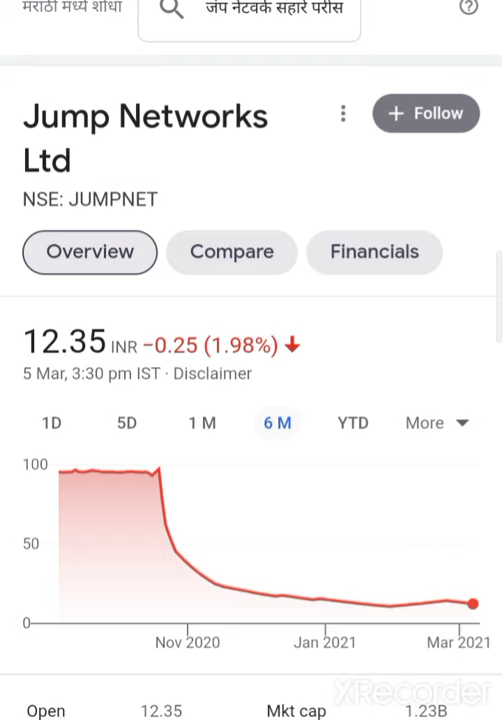 मराठी मध्ये शोधा
जंप नेटवर्क सहारे परीस
Jump Networks
Ltd
+ Follow
NSE: JUMPNET
Overview
Compare
Financials
12.35 INR −0.25 (1.98%)
5 Mar, 3:30 pm IST · Disclaimer
1D 5D 1 M 6 M YTD More
100
50
0
Nov 2020 Jan 2021 Mar 2021
XRecorder
Open 12.35 Mkt cap 1.23B